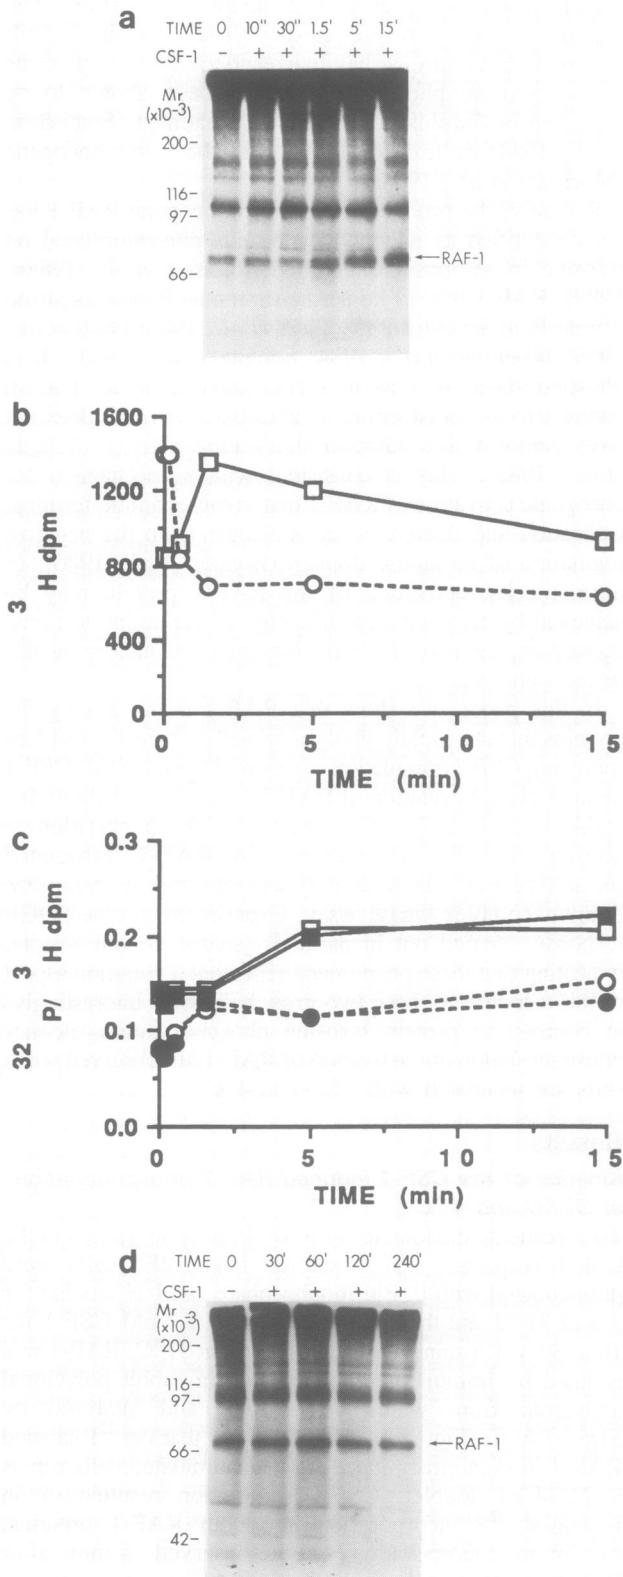 a
TIME 0 10" 30" 1.5' 5' 15'
CSF-1 - + + + + +
Mr
(x10-3)
200-
116-
97-
66-
←RAF-1
b
1600
1200
800
400
0
3 H dpm
0 5 10 15
TIME (min)
c
0.3
0.2
0.1
0.0
32 P/ 3 H dpm
0 5 10 15
TIME (min)
d
TIME 0 30' 60' 120' 240'
CSF-1 - + + + +
Mr
(x10-3)
200-
116-
97-
66-
←RAF-1
42-